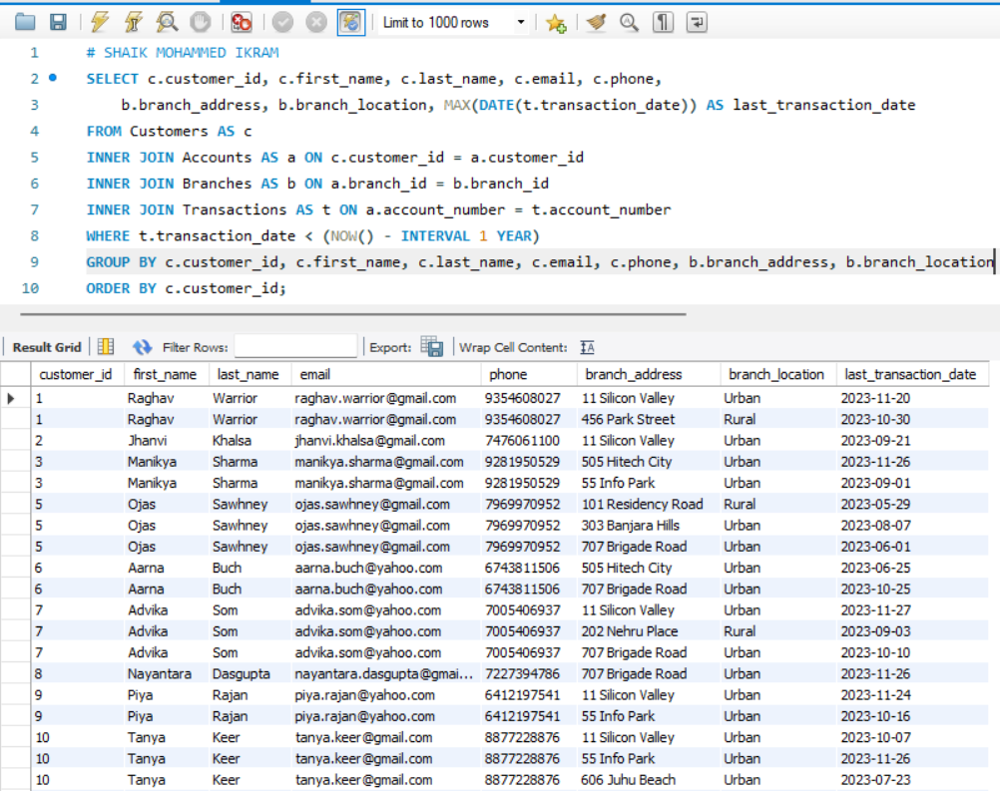 Limit to 1000 rows
1 # SHAIK MOHAMMED IKRAM
2 SELECT c.customer_id, c.first_name, c.last_name, c.email, c.phone,
3 b.branch_address, b.branch_location, MAX(DATE(t.transaction_date)) AS last_transaction_date
4 FROM Customers AS c
5 INNER JOIN Accounts AS a ON c.customer_id = a.customer_id
6 INNER JOIN Branches AS b ON a.branch_id = b.branch_id
7 INNER JOIN Transactions AS t ON a.account_number = t.account_number
8 WHERE t.transaction_date < (NOW() - INTERVAL 1 YEAR)
9 GROUP BY c.customer_id, c.first_name, c.last_name, c.email, c.phone, b.branch_address, b.branch_location
10 ORDER BY c.customer_id;
Result Grid Filter Rows: Export: Wrap Cell Content: IA
customer_id first_name last_name email phone branch_address branch_location last_transaction_date
1 Raghav Warrior raghav.warrior@gmail.com 9354608027 11 Silicon Valley Urban 2023-11-20
1 Raghav Warrior raghav.warrior@gmail.com 9354608027 456 Park Street Rural 2023-10-30
2 Jhanvi Khalsa jhanvi.khalsa@gmail.com 7476061100 11 Silicon Valley Urban 2023-09-21
3 Manikya Sharma manikya.sharma@gmail.com 9281950529 505 Hitech City Urban 2023-11-26
3 Manikya Sharma manikya.sharma@gmail.com 9281950529 55 Info Park Urban 2023-09-01
5 Ojas Sawhney ojas.sawhney@gmail.com 7969970952 101 Residency Road Rural 2023-05-29
5 Ojas Sawhney ojas.sawhney@gmail.com 7969970952 303 Banjara Hills Urban 2023-08-07
5 Ojas Sawhney ojas.sawhney@gmail.com 7969970952 707 Brigade Road Urban 2023-06-01
6 Aarna Buch aarna.buch@yahoo.com 6743811506 505 Hitech City Urban 2023-06-25
6 Aarna Buch aarna.buch@yahoo.com 6743811506 707 Brigade Road Urban 2023-10-25
7 Advika Som advika.som@yahoo.com 7005406937 11 Silicon Valley Urban 2023-11-27
7 Advika Som advika.som@yahoo.com 7005406937 202 Nehru Place Rural 2023-09-03
7 Advika Som advika.som@yahoo.com 7005406937 707 Brigade Road Urban 2023-10-10
8 Nayantara Dasgupta nayantara.dasgupta@gmai... 7227394786 707 Brigade Road Urban 2023-11-26
9 Piya Rajan piya.rajan@yahoo.com 6412197541 11 Silicon Valley Urban 2023-11-24
9 Piya Rajan piya.rajan@yahoo.com 6412197541 55 Info Park Urban 2023-10-16
10 Tanya Keer tanya.keer@gmail.com 8877228876 11 Silicon Valley Urban 2023-10-07
10 Tanya Keer tanya.keer@gmail.com 8877228876 55 Info Park Urban 2023-11-26
10 Tanya Keer tanya.keer@gmail.com 8877228876 606 Juhu Beach Urban 2023-07-23